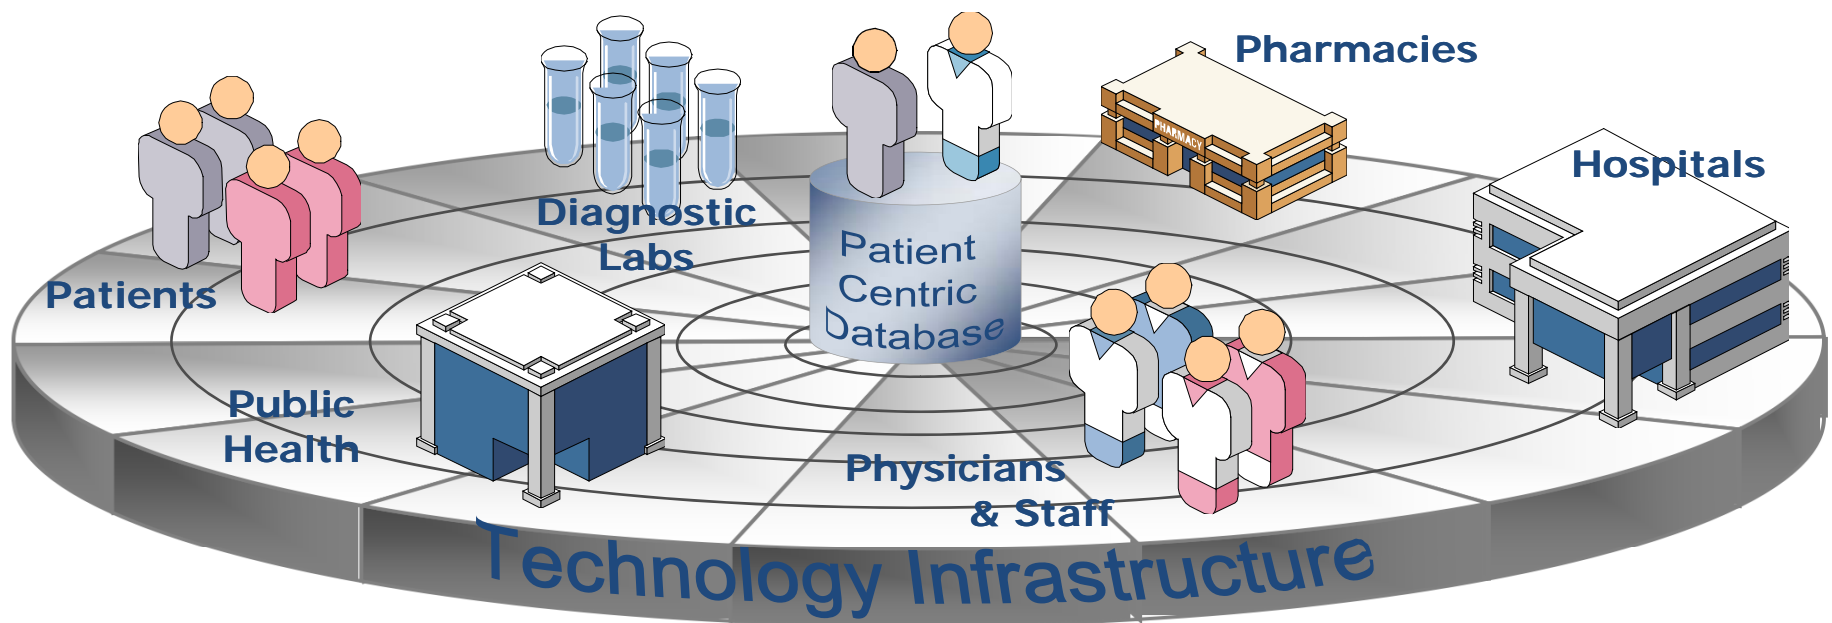 Pharmacies
PHARMACY
Hospitals
Diagnostic
Labs
Patient
Centric
Database
Patients
Public
Health
Physicians
& Staff
Technology Infrastructure